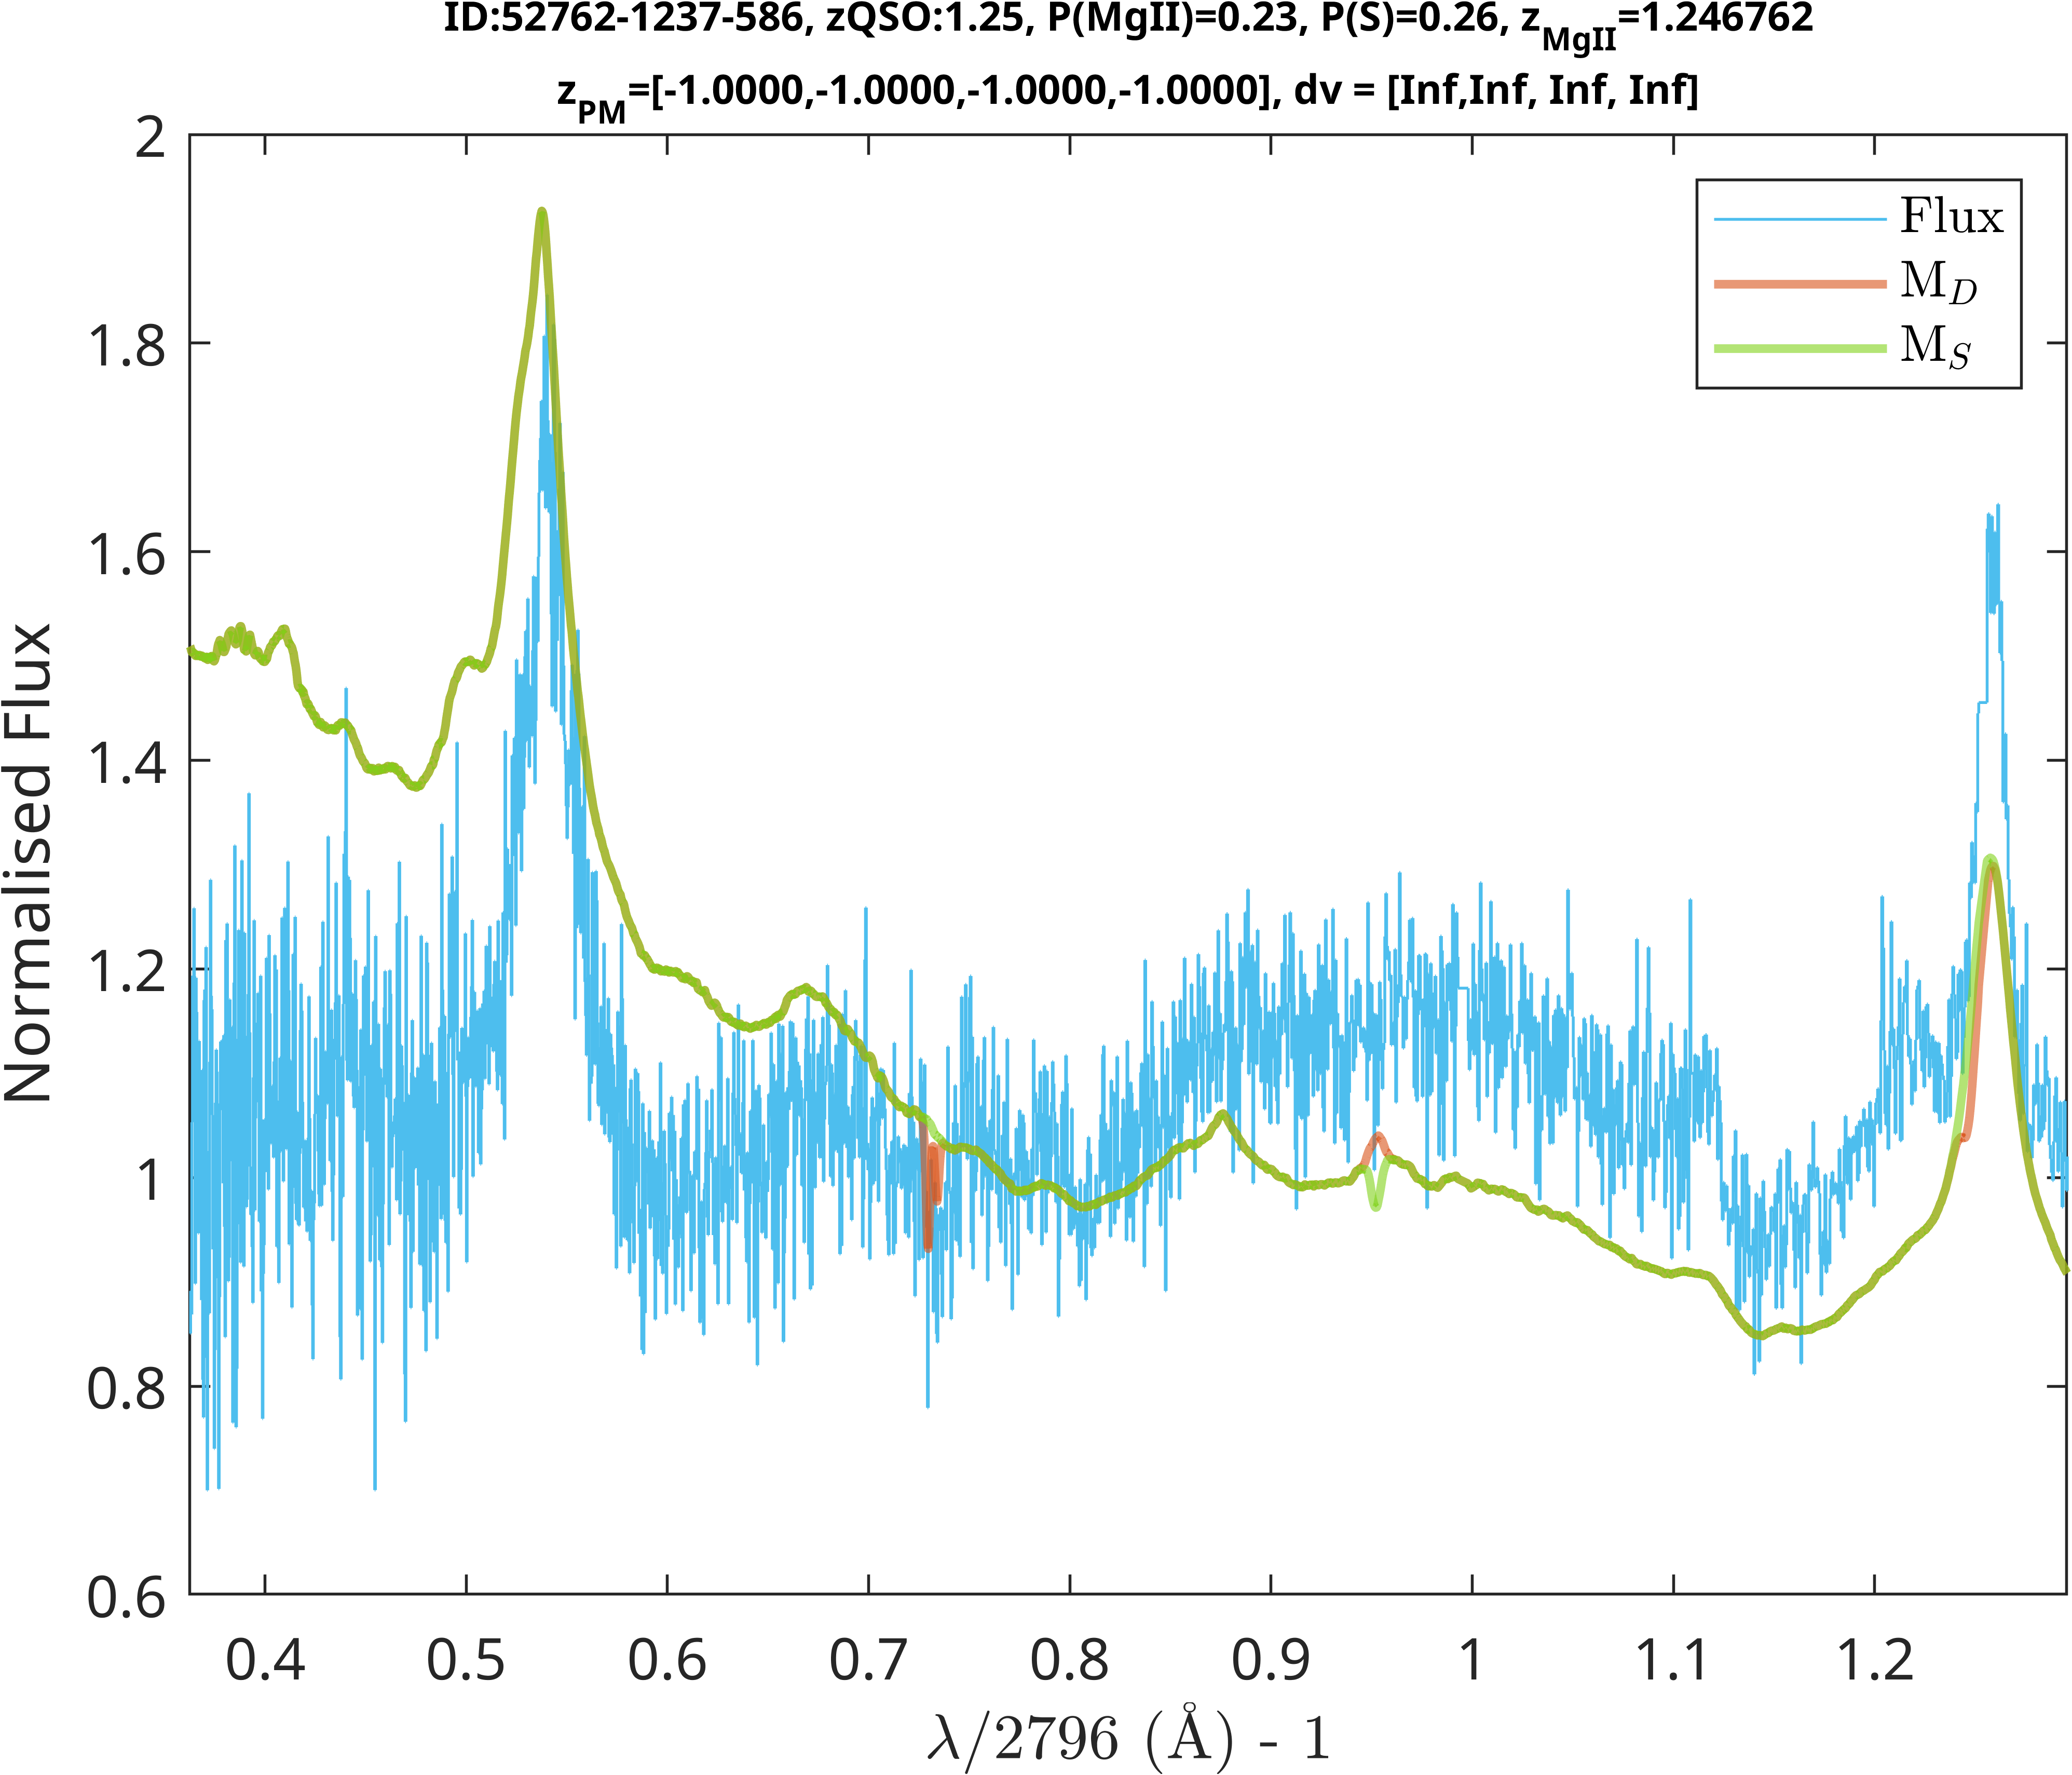 ID:52762-1237-586, zQSO:1.25, P(MgII)=0.23, P(S)=0.26, zMgII=1.246762
zPM=[-1.0000,-1.0000,-1.0000,-1.0000], dv = [Inf,Inf, Inf, Inf]
2
1.8
1.6
1.4
1.2
1
0.8
0.6
Normalised Flux
Flux
MD
MS
0.4 0.5 0.6 0.7 0.8 0.9 1 1.1 1.2
λ/2796 (Å) - 1